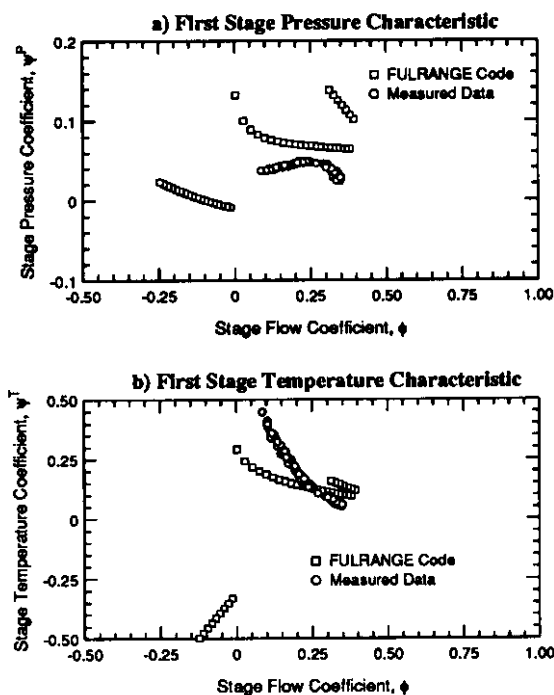 a) First Stage Pressure Characteristic
0.2
0.1
0
-0.1
Stage Pressure Coefficient, ψP
□ FULRANGE Code
○ Measured Data
-0.50 -0.25 0 0.25 0.50 0.75 1.00
Stage Flow Coefficient, ϕ
b) First Stage Temperature Characteristic
0.50
0.25
0
-0.25
-0.50
Stage Temperature Coefficient, ψT
□ FULRANGE Code
○ Measured Data
-0.50 -0.25 0 0.25 0.50 0.75 1.00
Stage Flow Coefficient, ϕ